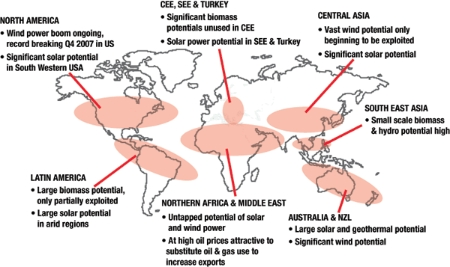 NORTH AMERICA
• Wind power boom ongoing,
record breaking Q4 2007 in US
• Significant solar potential
in South Western USA
CEE, SEE & TURKEY
• Significant biomass
potentials unused in CEE
• Solar power potential in SEE & Turkey
CENTRAL ASIA
• Vast wind potential only
beginning to be exploited
• Significant solar potential
SOUTH EAST ASIA
• Small scale biomass
& hydro potential high
LATIN AMERICA
• Large biomass potential,
only partially exploited
• Large solar potential
in arid regions
NORTHERN AFRICA & MIDDLE EAST
• Untapped potential of solar
and wind power
• At high oil prices attractive to
substitute oil & gas use to
increase exports
AUSTRALIA & NZL
• Large solar and geothermal potential
• Significant wind potential